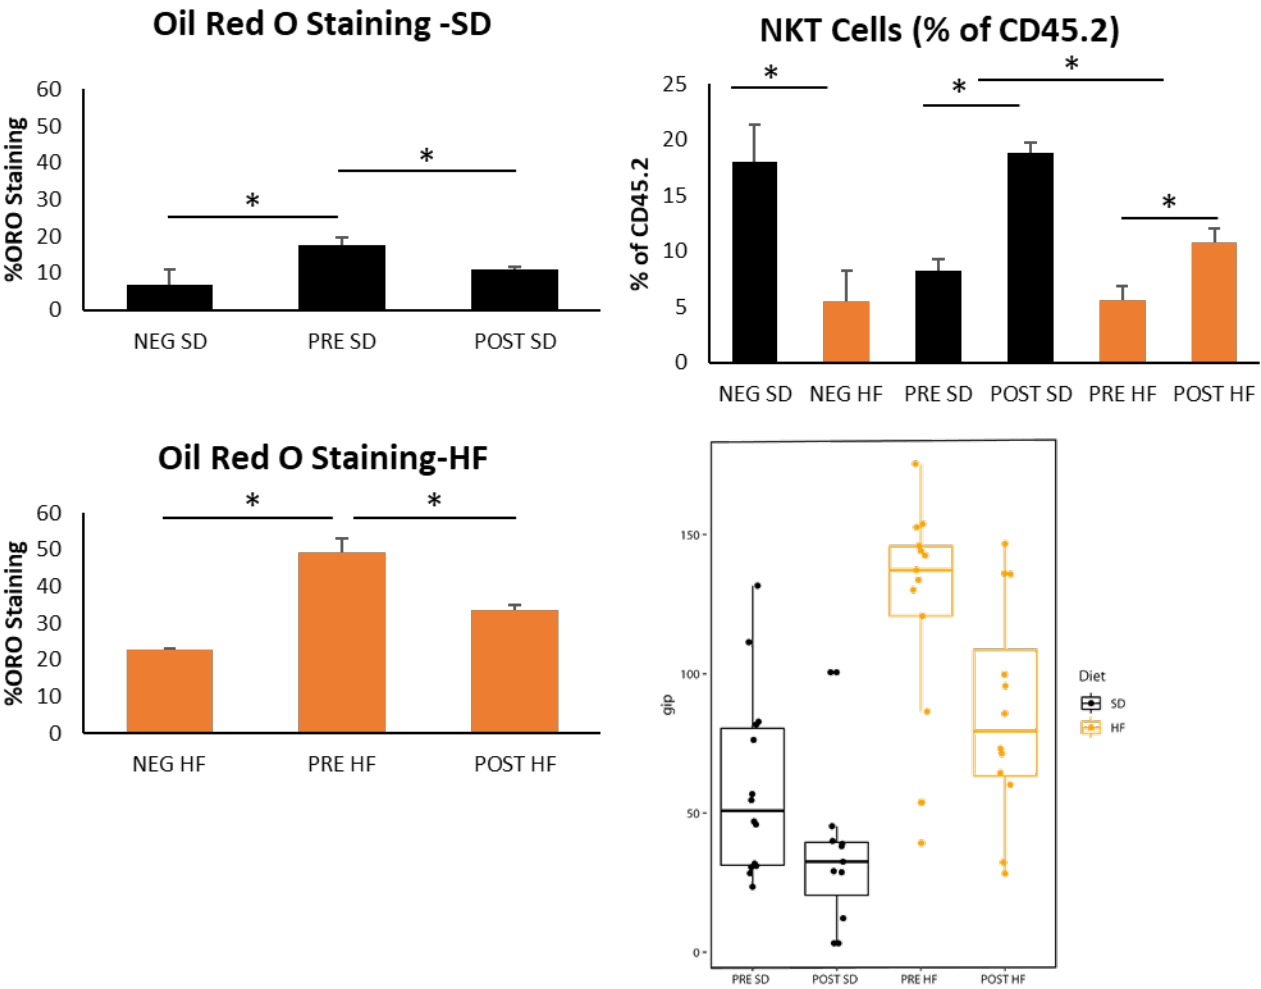 Oil Red O Staining -SD
%ORO Staining
60
50
40
30
20
10
0
*
*
NEG SD PRE SD POST SD
NKT Cells (% of CD45.2)
% of CD45.2
25
20
15
10
5
0
*
*
*
*
NEG SD NEG HF PRE SD POST SD PRE HF POST HF
Oil Red O Staining-HF
%ORO Staining
60
50
40
30
20
10
0
*
*
NEG HF PRE HF POST HF
gip
150
100
50
0
PRE SD POST SD PRE HF POST HF
Diet
SD
HF